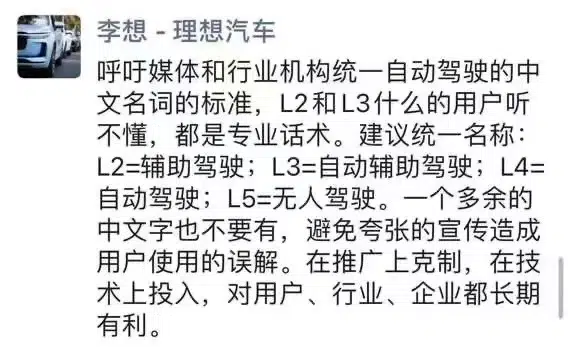 李想 - 理想汽车
呼吁媒体和行业机构统一自动驾驶的中
文名词的标准，L2和L3什么的用户听
不懂，都是专业话术。建议统一名称：
L2=辅助驾驶；L3=自动辅助驾驶；L4=
自动驾驶；L5=无人驾驶。一个多余的
中文字也不要有，避免夸张的宣传造成
用户使用的误解。在推广上克制，在技
术上投入，对用户、行业、企业都长期
有利。